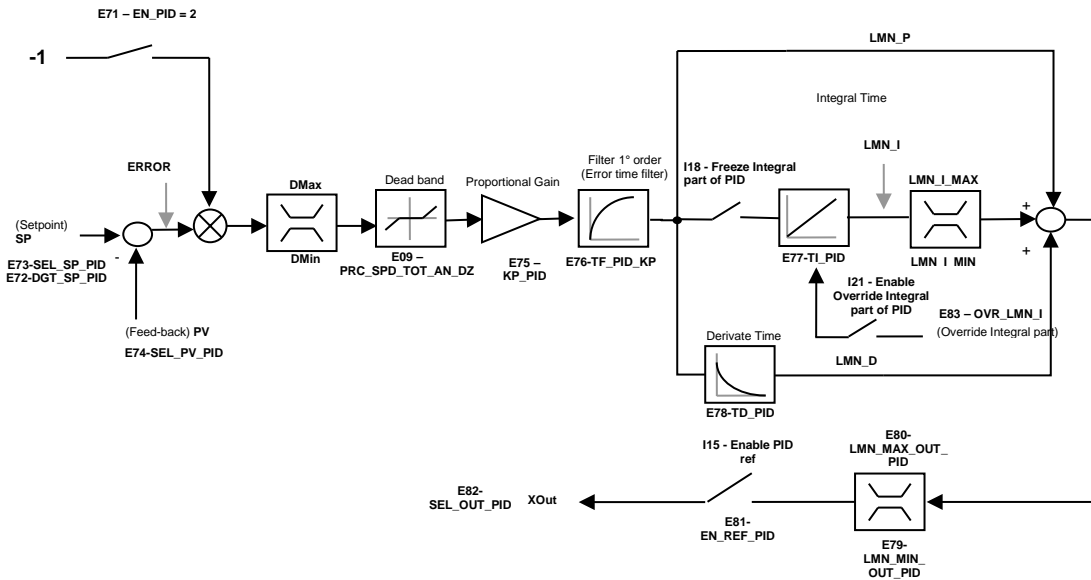 E71 – EN_PID = 2
-1
LMN_P
Integral Time
ERROR
LMN_I
Filter 1° order
(Error time filter)
I18 - Freeze Integral
part of PID
DMax
Dead band
Proportional Gain
LMN_I_MAX
(Setpoint)
SP
E73-SEL_SP_PID
E72-DGT_SP_PID
-
DMin
E09 –
PRC_SPD_TOT_AN_DZ
E75 –
KP_PID
E76-TF_PID_KP
E77-TI_PID
LMN_I_MIN
+
+
I21 - Enable
Override Integral
part of PID
E83 – OVR_LMN_I
(Override Integral part)
(Feed-back) PV
E74-SEL_PV_PID
Derivate Time
LMN_D
E78-TD_PID
I15 - Enable PID
ref
E80-
LMN_MAX_OUT_
PID
E82-
SEL_OUT_PID
XOut
E81-
EN_REF_PID
E79-
LMN_MIN_
OUT_PID